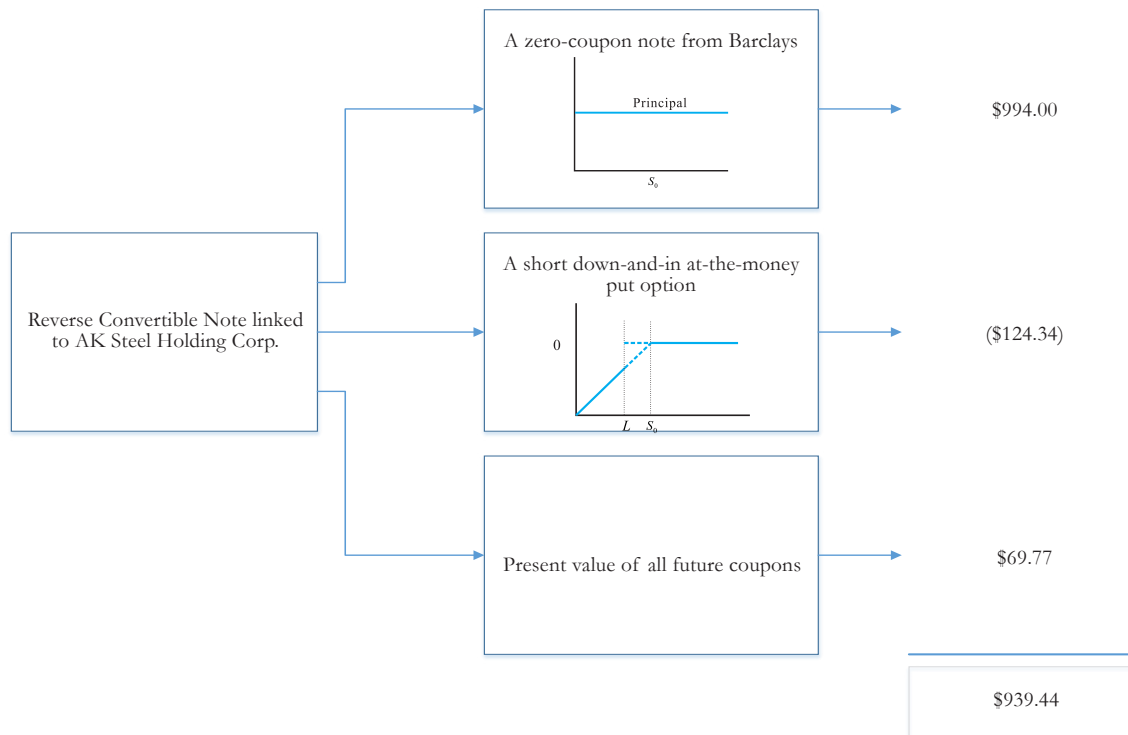 A zero-coupon note from Barclays
Principal
S0
$994.00
Reverse Convertible Note linked
to AK Steel Holding Corp.
A short down-and-in at-the-money
put option
0
L S0
($124.34)
Present value of all future coupons
$69.77
$939.44